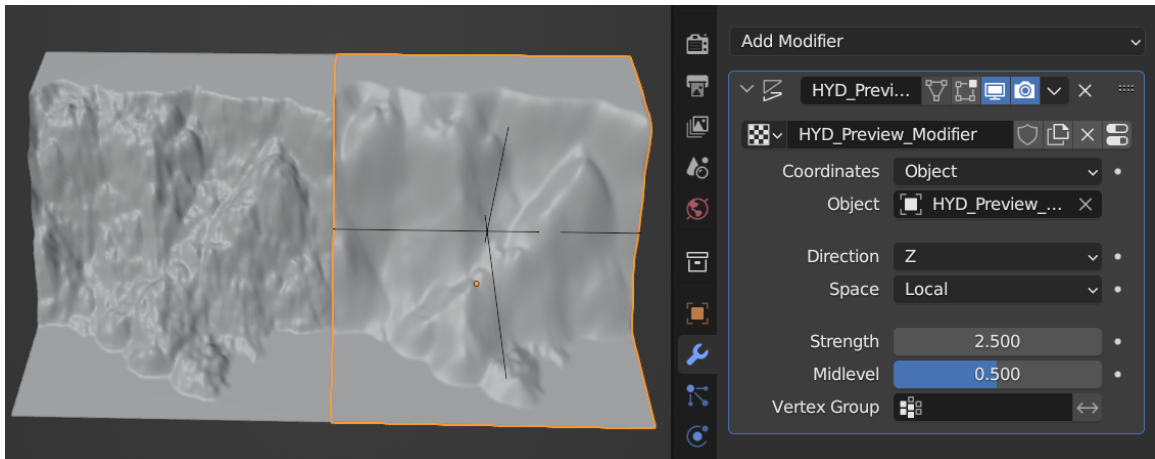 Add Modifier
HYD_Previ...
HYD_Preview_Modifier
Coordinates Object
Object HYD_Preview_...
Direction Z
Space Local
Strength 2.500
Midlevel 0.500
Vertex Group